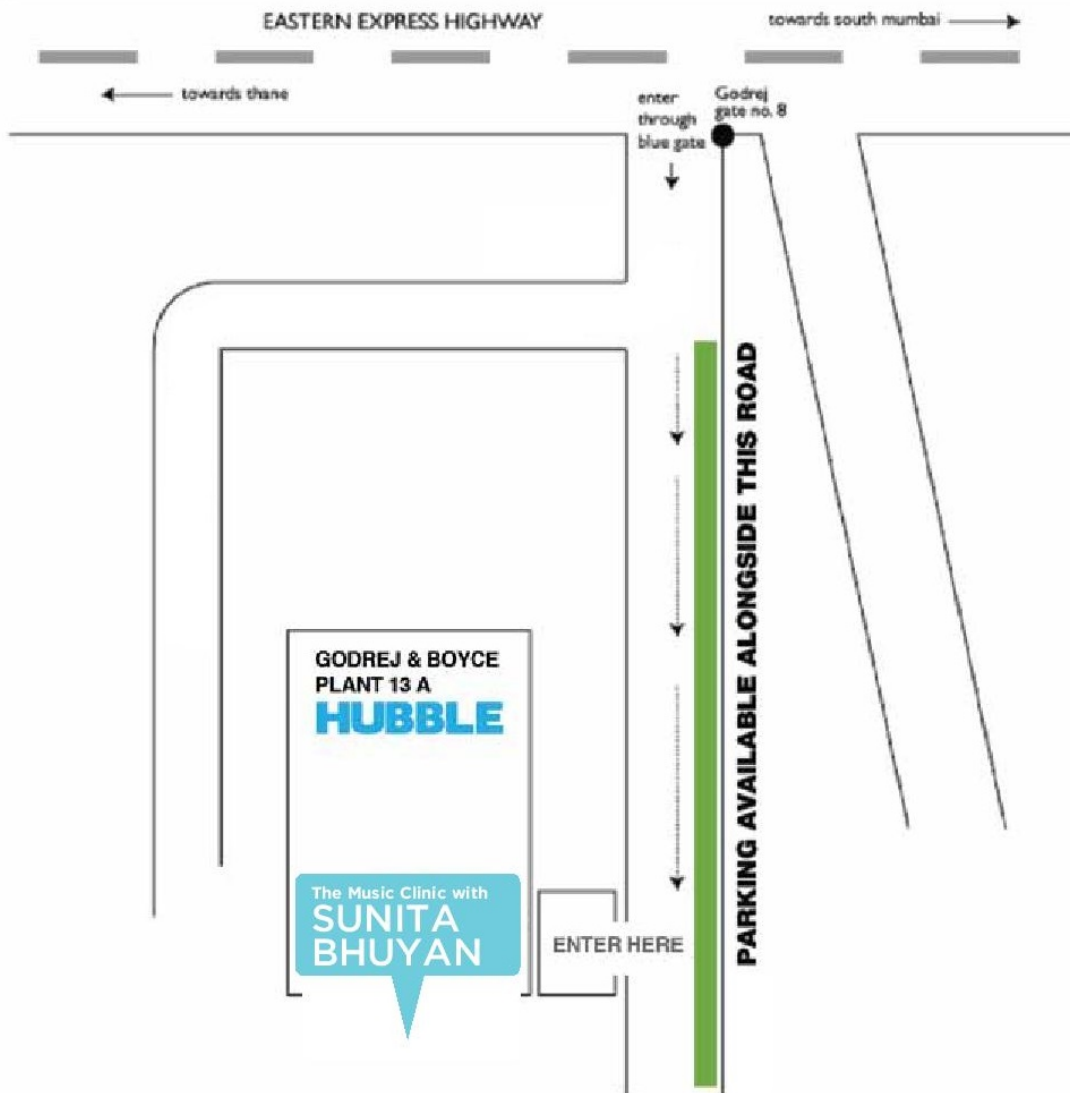 EASTERN EXPRESS HIGHWAY
towards south mumbai
towards thane
enter
through
blue gate
Godrej
gate no. 8
PARKING AVAILABLE ALONGSIDE THIS ROAD
GODREJ & BOYCE
PLANT 13 A
HUBBLE
The Music Clinic with
SUNITA
BHUYAN
ENTER HERE